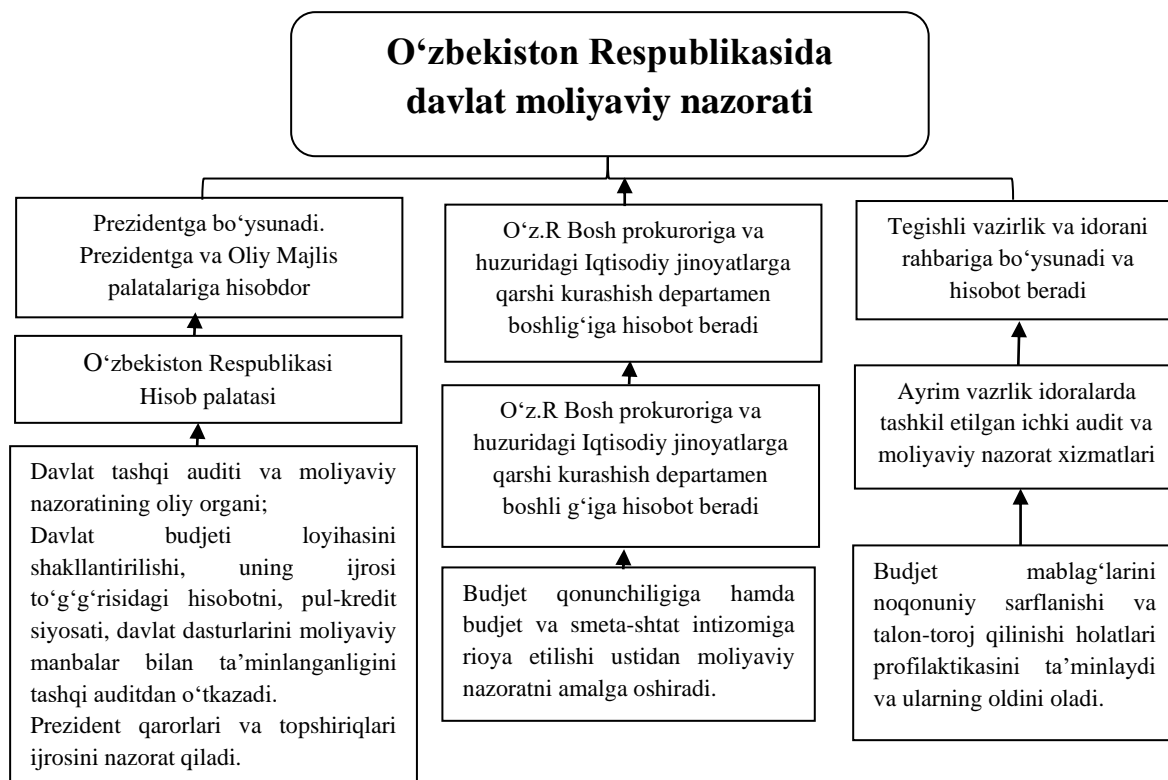 O‘zbekiston Respublikasida
davlat moliyaviy nazorati
Prezidentga bo‘ysunadi.
Prezidentga va Oliy Majlis
palatalariga hisobdor
O‘zbekiston Respublikasi
Hisob palatasi
Davlat tashqi auditi va moliyaviy
nazoratining oliy organi;
Davlat budjeti loyihasini
shakllantirilishi, uning ijrosi
to‘g‘g‘risidagi hisobotni, pul-kredit
siyosati, davlat dasturlarini moliyaviy
manbalar bilan ta’minlanganligini
tashqi auditdan o‘tkazadi.
Prezident qarorlari va topshiriqlari
ijrosini nazorat qiladi.
O‘z.R Bosh prokuroriga va
huzuridagi Iqtisodiy jinoyatlarga
qarshi kurashish departamen
boshlig‘iga hisobot beradi
O‘z.R Bosh prokuroriga va
huzuridagi Iqtisodiy jinoyatlarga
qarshi kurashish departamen
boshli g‘iga hisobot beradi
Budjet qonunchiligiga hamda
budjet va smeta-shtat intizomiga
rioya etilishi ustidan moliyaviy
nazoratni amalga oshiradi.
Tegishli vazirlik va idorani
rahbariga bo‘ysunadi va
hisobot beradi
Ayrim vazrlik idoralarda
tashkil etilgan ichki audit va
moliyaviy nazorat xizmatlari
Budjet mablag‘larini
noqonuniy sarflanishi va
talon-toroj qilinishi holatlari
profilaktikasini ta’minlaydi
va ularning oldini oladi.